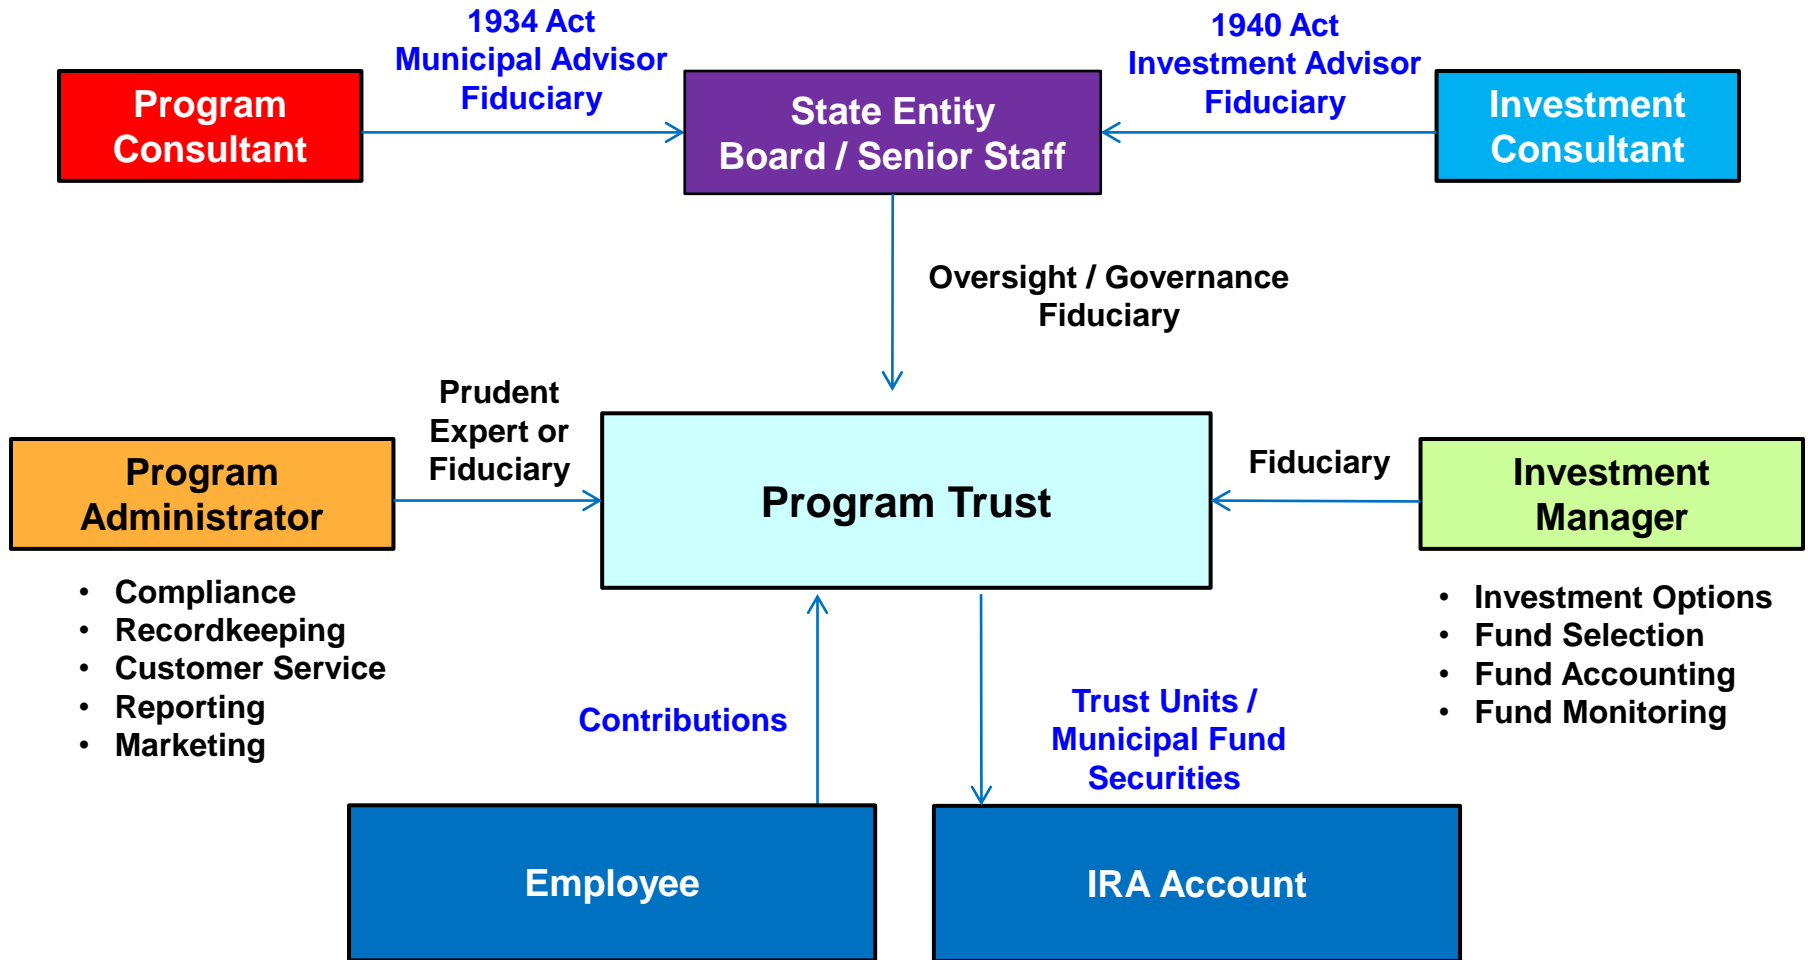 1934 Act
Municipal Advisor
Fiduciary
1940 Act
Investment Advisor
Fiduciary
Program
Consultant
State Entity
Board / Senior Staff
Investment
Consultant
Oversight / Governance
Fiduciary
Prudent
Expert or
Fiduciary
Fiduciary
Program
Administrator
Program Trust
Investment
Manager
• Compliance
• Recordkeeping
• Customer Service
• Reporting
• Marketing
• Investment Options
• Fund Selection
• Fund Accounting
• Fund Monitoring
Contributions
Trust Units /
Municipal Fund
Securities
Employee
IRA Account